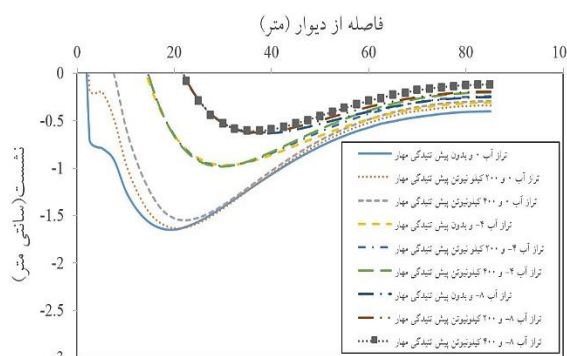 فاصله از دیوار (متر)
0 20 40 60 80 10
0
-0.5
-1
-1.5
-2
-2.5
نشست(سانتی متر)
تراز آب ۰ و بدون پیش تنیدگی مهار
تراز آب ۰ و ۲۰۰ کیلو نیوتن پیش تنیدگی مهار
تراز آب ۰ و ۴۰۰ کیلونیوتن پیش تنیدگی مهار
تراز آب ۴- و بدون پیش تنیدگی مهار
تراز آب ۴- و ۲۰۰ کیلو نیوتن پیش تنیدگی مهار
تراز آب ۴- و ۴۰۰ کیلونیوتن پیش تنیدگی مهار
تراز آب ۸- و بدون پیش تنیدگی مهار
تراز آب ۸- و ۲۰۰ کیلونیوتن پیش تنیدگی مهار
تراز آب ۸- و ۴۰۰ کیلونیوتن پیش تنیدگی مهار